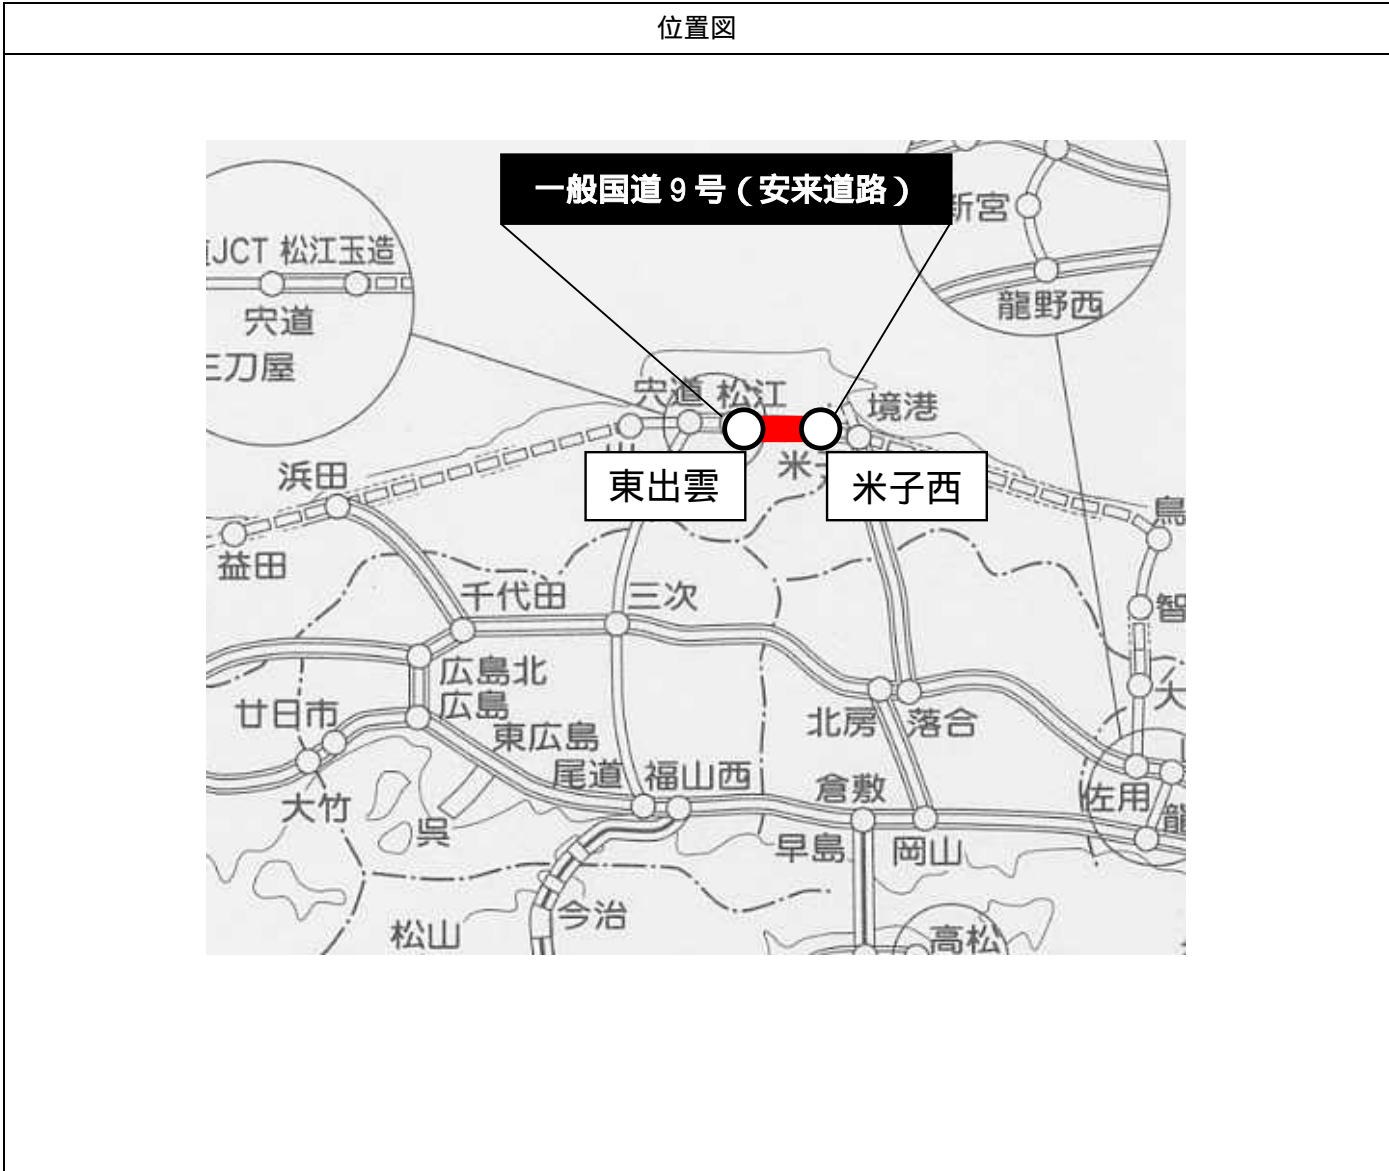 位置図
一般国道9号(安来道路)
新宮
JCT 松江玉造
宍道
龍野西
刀屋
宍道 松江
境港
米
東出雲
米子西
浜田
益田
鳥
千代田
三次
智
広島北
広島
廿日市
北房
落合
大
東広島
尾道
福山西
倉敷
佐用
大竹
呉
早島
岡山
今治
松山
高松